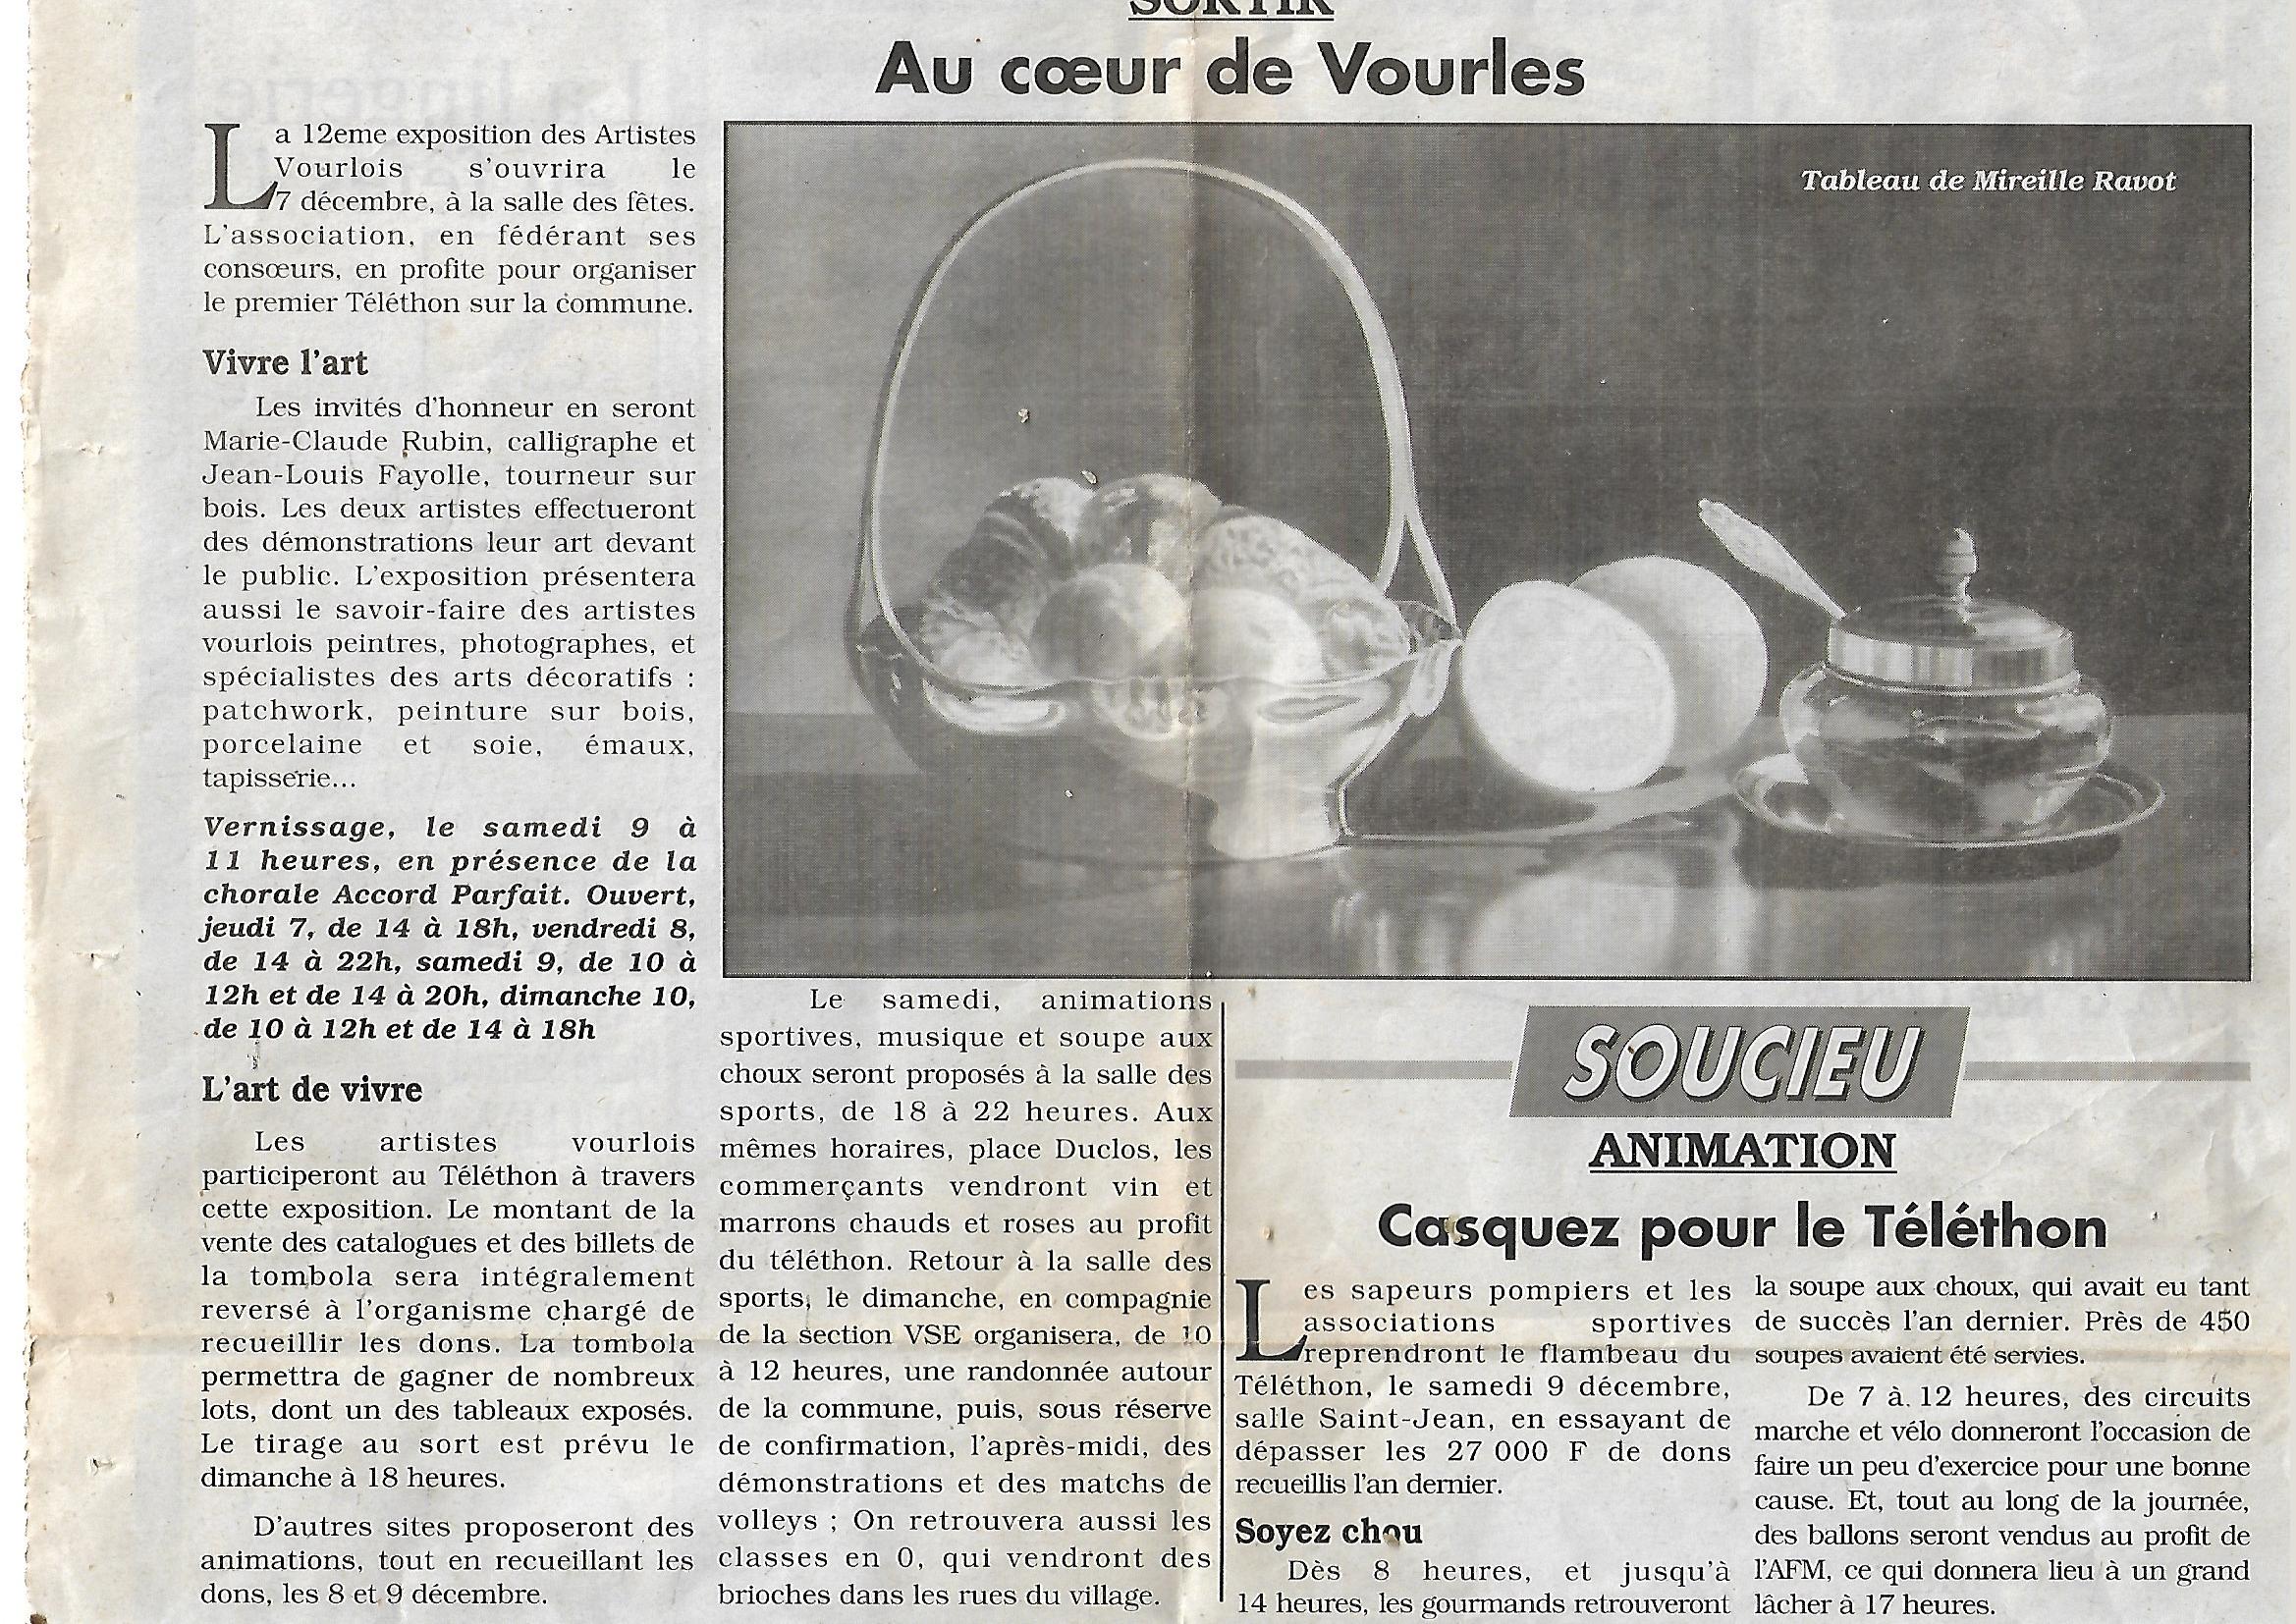 SORTIR
Au cœur de Vourles
La 12eme exposition des Artistes
Vourlois s'ouvrira le
7 décembre, à la salle des fêtes.
L'association, en fédérant ses
consœurs, en profite pour organiser
le premier Téléthon sur la commune.
Vivre l'art
Les invités d'honneur en seront
Marie-Claude Rubin, calligraphe et
Jean-Louis Fayolle, tourneur sur
bois. Les deux artistes effectueront
des démonstrations leur art devant
le public. L'exposition présentera
aussi le savoir-faire des artistes
vourlois peintres, photographes, et
spécialistes des arts décoratifs :
patchwork, peinture sur bois,
porcelaine et soie, émaux,
tapisserie...
Vernissage, le samedi 9 à
11 heures, en présence de la
chorale Accord Parfait. Ouvert,
jeudi 7, de 14 à 18h, vendredi 8,
de 14 à 22h, samedi 9, de 10 à
12h et de 14 à 20h, dimanche 10,
de 10 à 12h et de 14 à 18h
L'art de vivre
Les artistes vourlois
participeront au Téléthon à travers
cette exposition. Le montant de la
vente des catalogues et des billets de
la tombola sera intégralement
reversé à l'organisme chargé de
recueillir les dons. La tombola
permettra de gagner de nombreux
lots, dont un des tableaux exposés.
Le tirage au sort est prévu le
dimanche à 18 heures.
D'autres sites proposeront des
animations, tout en recueillant les
dons, les 8 et 9 décembre.
Tableau de Mireille Ravot
Le samedi, animations
sportives, musique et soupe aux
choux seront proposés à la salle des
sports, de 18 à 22 heures. Aux
mêmes horaires, place Duclos, les
commerçants vendront vin et
marrons chauds et roses au profit
du téléthon. Retour à la salle des
sports, le dimanche, en compagnie
de la section VSE organisera, de 10
à 12 heures, une randonnée autour
de la commune, puis, sous réserve
de confirmation, l'après-midi, des
démonstrations et des matchs de
volleys ; On retrouvera aussi les
classes en 0, qui vendront des
brioches dans les rues du village.
SOUCIEU
ANIMATION
Casquez pour le Téléthon
Les sapeurs pompiers et les
associations sportives
reprendront le flambeau du
Téléthon, le samedi 9 décembre,
salle Saint-Jean, en essayant de
dépasser les 27 000 F de dons
recueillis l'an dernier.
Soyez chou
Dès 8 heures, et jusqu'à
14 heures, les gourmands retrouveront
la soupe aux choux, qui avait eu tant
de succès l'an dernier. Près de 450
soupes avaient été servies.
De 7 à 12 heures, des circuits
marche et vélo donneront l'occasion de
faire un peu d'exercice pour une bonne
cause. Et, tout au long de la journée,
des ballons seront vendus au profit de
l'AFM, ce qui donnera lieu à un grand
lâcher à 17 heures.